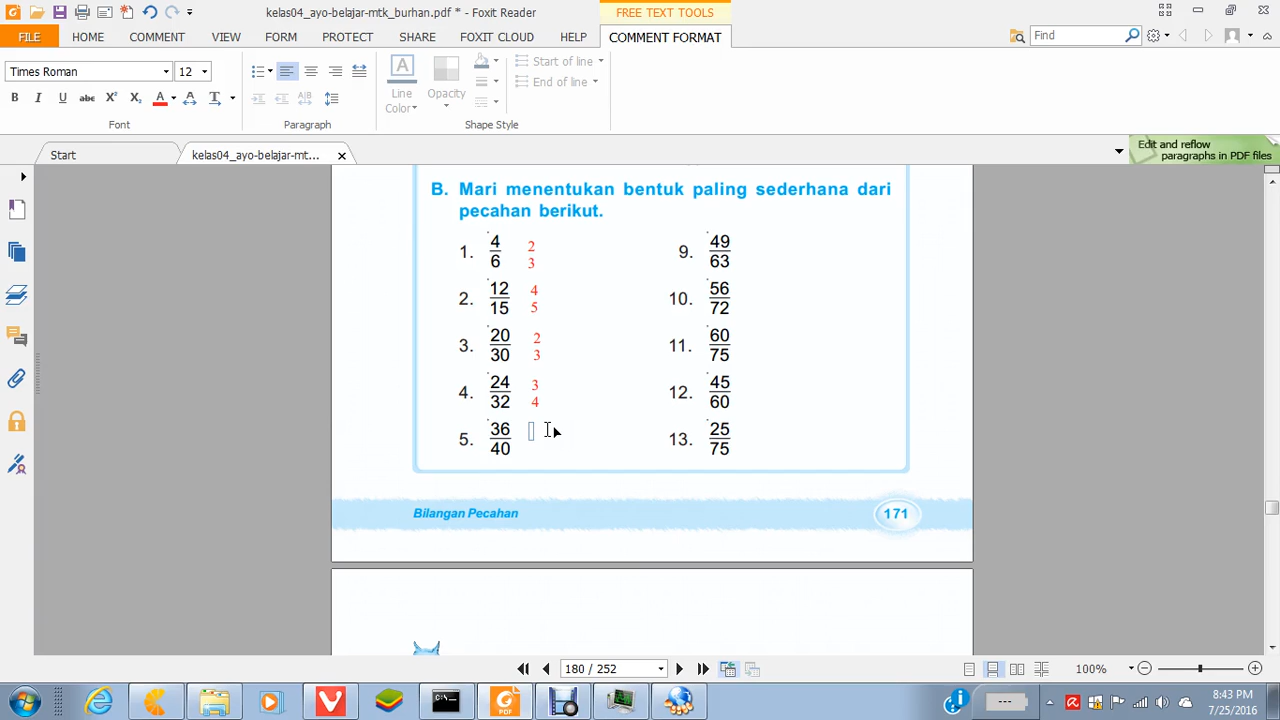 kelas04_ayo-belajar-mtk_burhan.pdf * - Foxit Reader
FREE TEXT TOOLS
FILE HOME COMMENT VIEW FORM PROTECT SHARE FOXIT CLOUD HELP COMMENT FORMAT
Find
Times Roman 12
B I U abc X² X₂ A A T
Line Color
Opacity
Start of line
End of line
Font Paragraph Shape Style
Start
kelas04_ayo-belajar-mt...
Edit and reflow
paragraphs in PDF files
B. Mari menentukan bentuk paling sederhana dari
pecahan berikut.
1. 4/6 2/3
2. 12/15 4/5
3. 20/30 2/3
4. 24/32 3/4
5. 36/40
9. 49/63
10. 56/72
11. 60/75
12. 45/60
13. 25/75
Bilangan Pecahan 171
180 / 252
100%
8:43 PM
7/25/2016